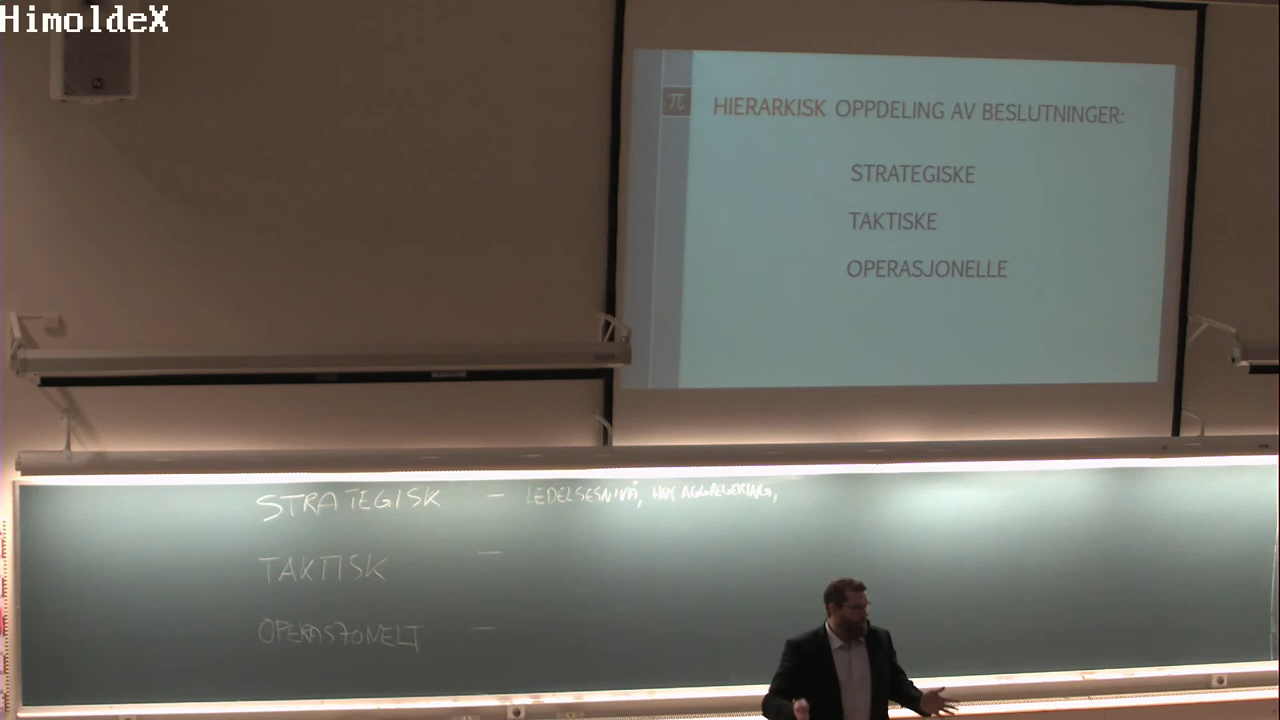 HimoldeX
π
HIERARKISK OPPDELING AV BESLUTNINGER:
STRATEGISKE
TAKTISKE
OPERASJONELLE
STRATEGISK – LEDELSESNIVÅ, HØY AGGREGERING,
TAKTISK –
OPERASJONELT –